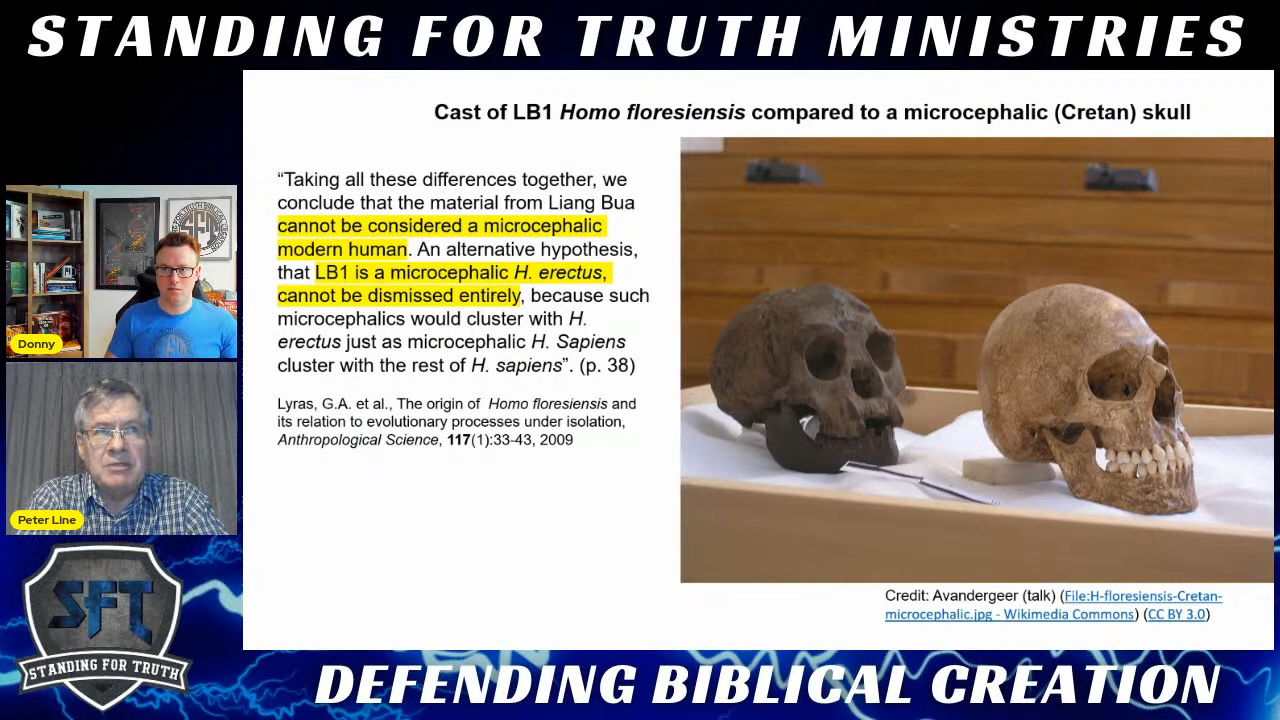 STANDING FOR TRUTH MINISTRIES
Cast of LB1 Homo floresiensis compared to a microcephalic (Cretan) skull
“Taking all these differences together, we
conclude that the material from Liang Bua
cannot be considered a microcephalic
modern human. An alternative hypothesis,
that LB1 is a microcephalic H. erectus,
cannot be dismissed entirely, because such
microcephalics would cluster with H.
erectus just as microcephalic H. Sapiens
cluster with the rest of H. sapiens”. (p. 38)
Lyras, G.A. et al., The origin of Homo floresiensis and
its relation to evolutionary processes under isolation,
Anthropological Science, 117(1):33-43, 2009
Credit: Avandergeer (talk) (File:H-floresiensis-Cretan-
microcephalic.jpg - Wikimedia Commons) (CC BY 3.0)
Donny
Peter Line
SFT
STANDING FOR TRUTH
DEFENDING BIBLICAL CREATION